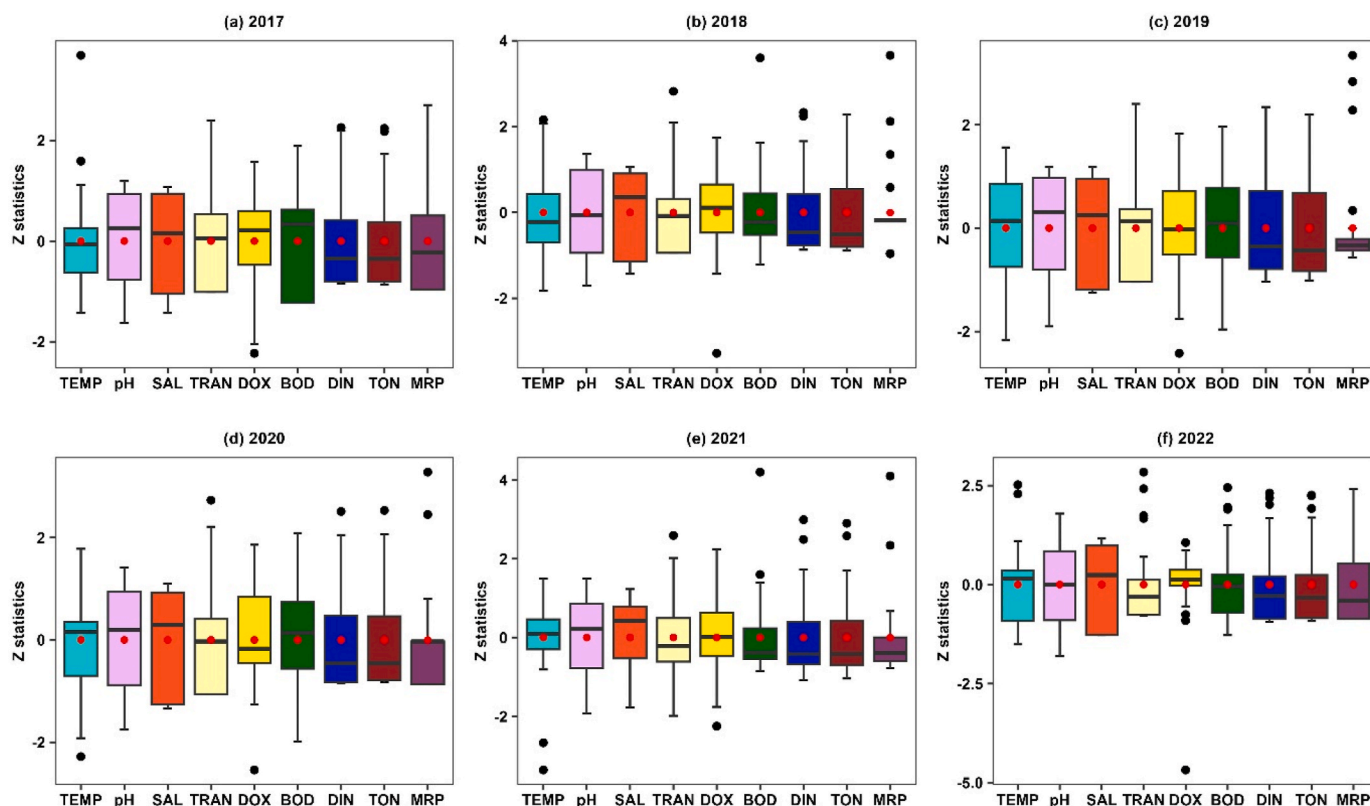 (a) 2017
(b) 2018
(c) 2019
Z statistics
2
0
-2
Z statistics
4
2
0
-2
Z statistics
2
0
-2
TEMP pH SAL TRAN DOX BOD DIN TON MRP
TEMP pH SAL TRAN DOX BOD DIN TON MRP
TEMP pH SAL TRAN DOX BOD DIN TON MRP
(d) 2020
(e) 2021
(f) 2022
Z statistics
2
0
-2
Z statistics
4
2
0
-2
Z statistics
2.5
0.0
-2.5
-5.0
TEMP pH SAL TRAN DOX BOD DIN TON MRP
TEMP pH SAL TRAN DOX BOD DIN TON MRP
TEMP pH SAL TRAN DOX BOD DIN TON MRP